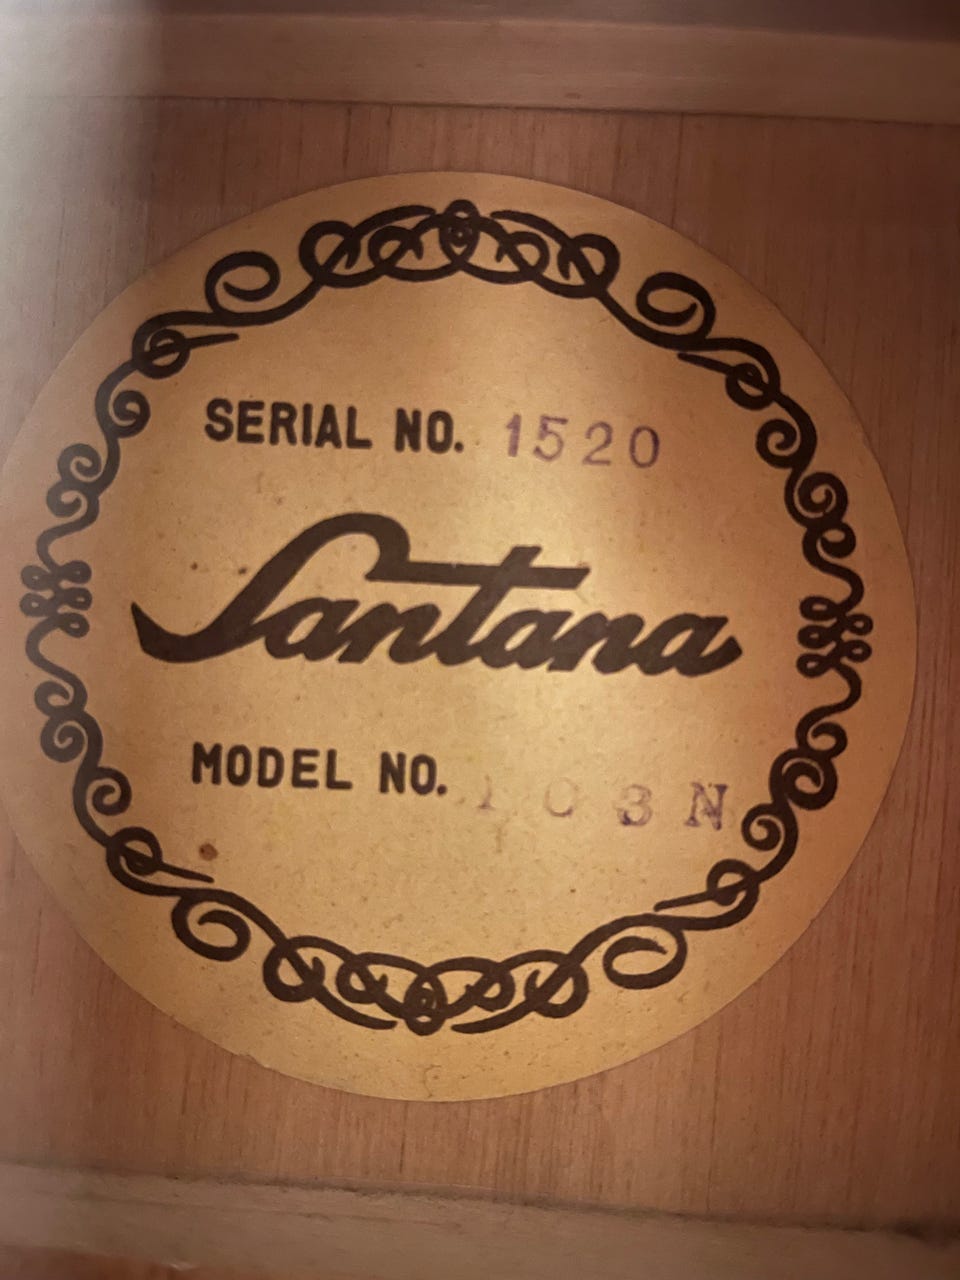 SERIAL NO. 1520
Santana
MODEL NO. 103N